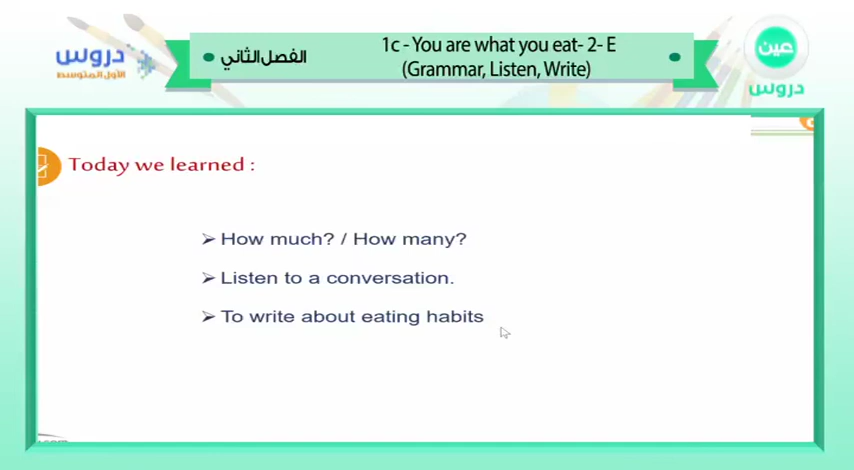 دروس
الأول المتوسط
الفصل الثاني
1c - You are what you eat- 2- E
(Grammar, Listen, Write)
عين
دروس
Today we learned :
➢ How much? / How many?
➢ Listen to a conversation.
➢ To write about eating habits